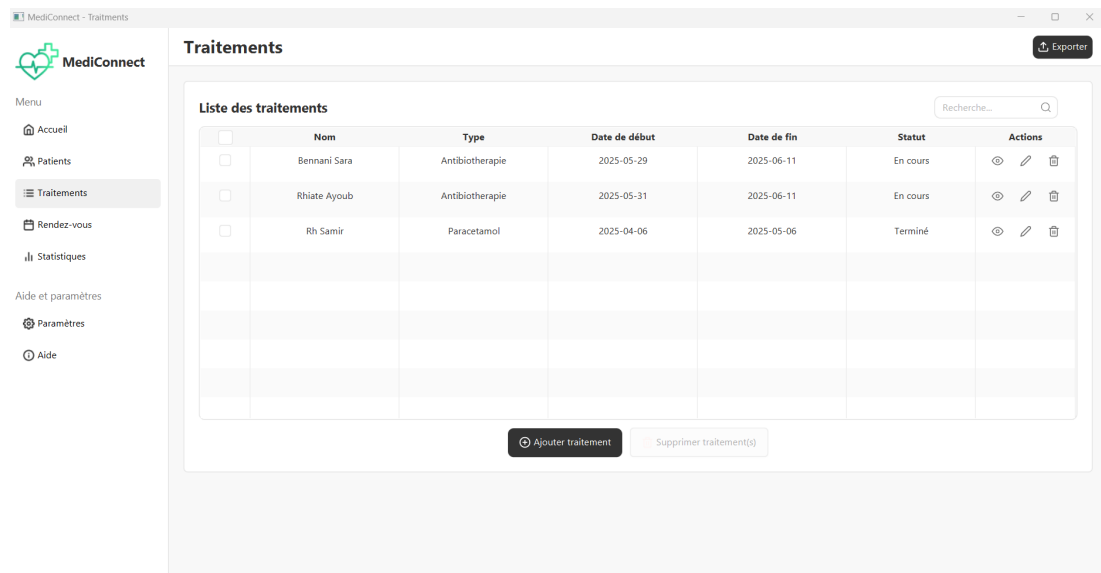 MediConnect - Traitments
MediConnect
Menu
Accueil
Patients
Traitements
Rendez-vous
Statistiques
Aide et paramètres
Paramètres
Aide
Traitements
Exporter
Liste des traitements
Recherche...
Nom Type Date de début Date de fin Statut Actions
Bennani Sara Antibiotherapie 2025-05-29 2025-06-11 En cours
Rhiate Ayoub Antibiotherapie 2025-05-31 2025-06-11 En cours
Rh Samir Paracetamol 2025-04-06 2025-05-06 Terminé
Ajouter traitement
Supprimer traitement(s)